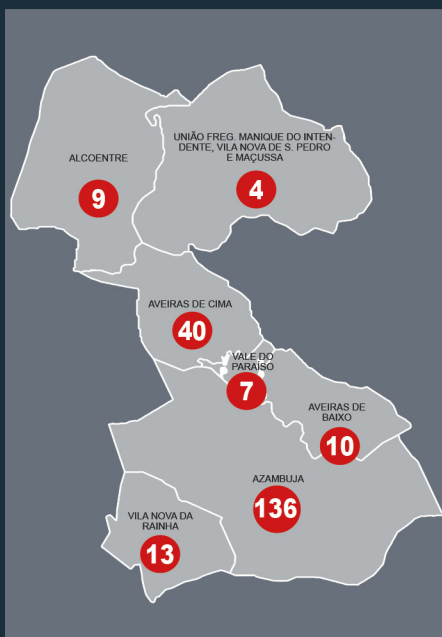 UNIÃO FREG. MANIQUE DO INTEN-
DENTE, VILA NOVA DE S. PEDRO
E MAÇUSSA
4
ALCOENTRE
9
AVEIRAS DE CIMA
40
VALE DO
PARAÍSO
7
AVEIRAS DE
BAIXO
10
AZAMBUJA
136
VILA NOVA DA
RAINHA
13